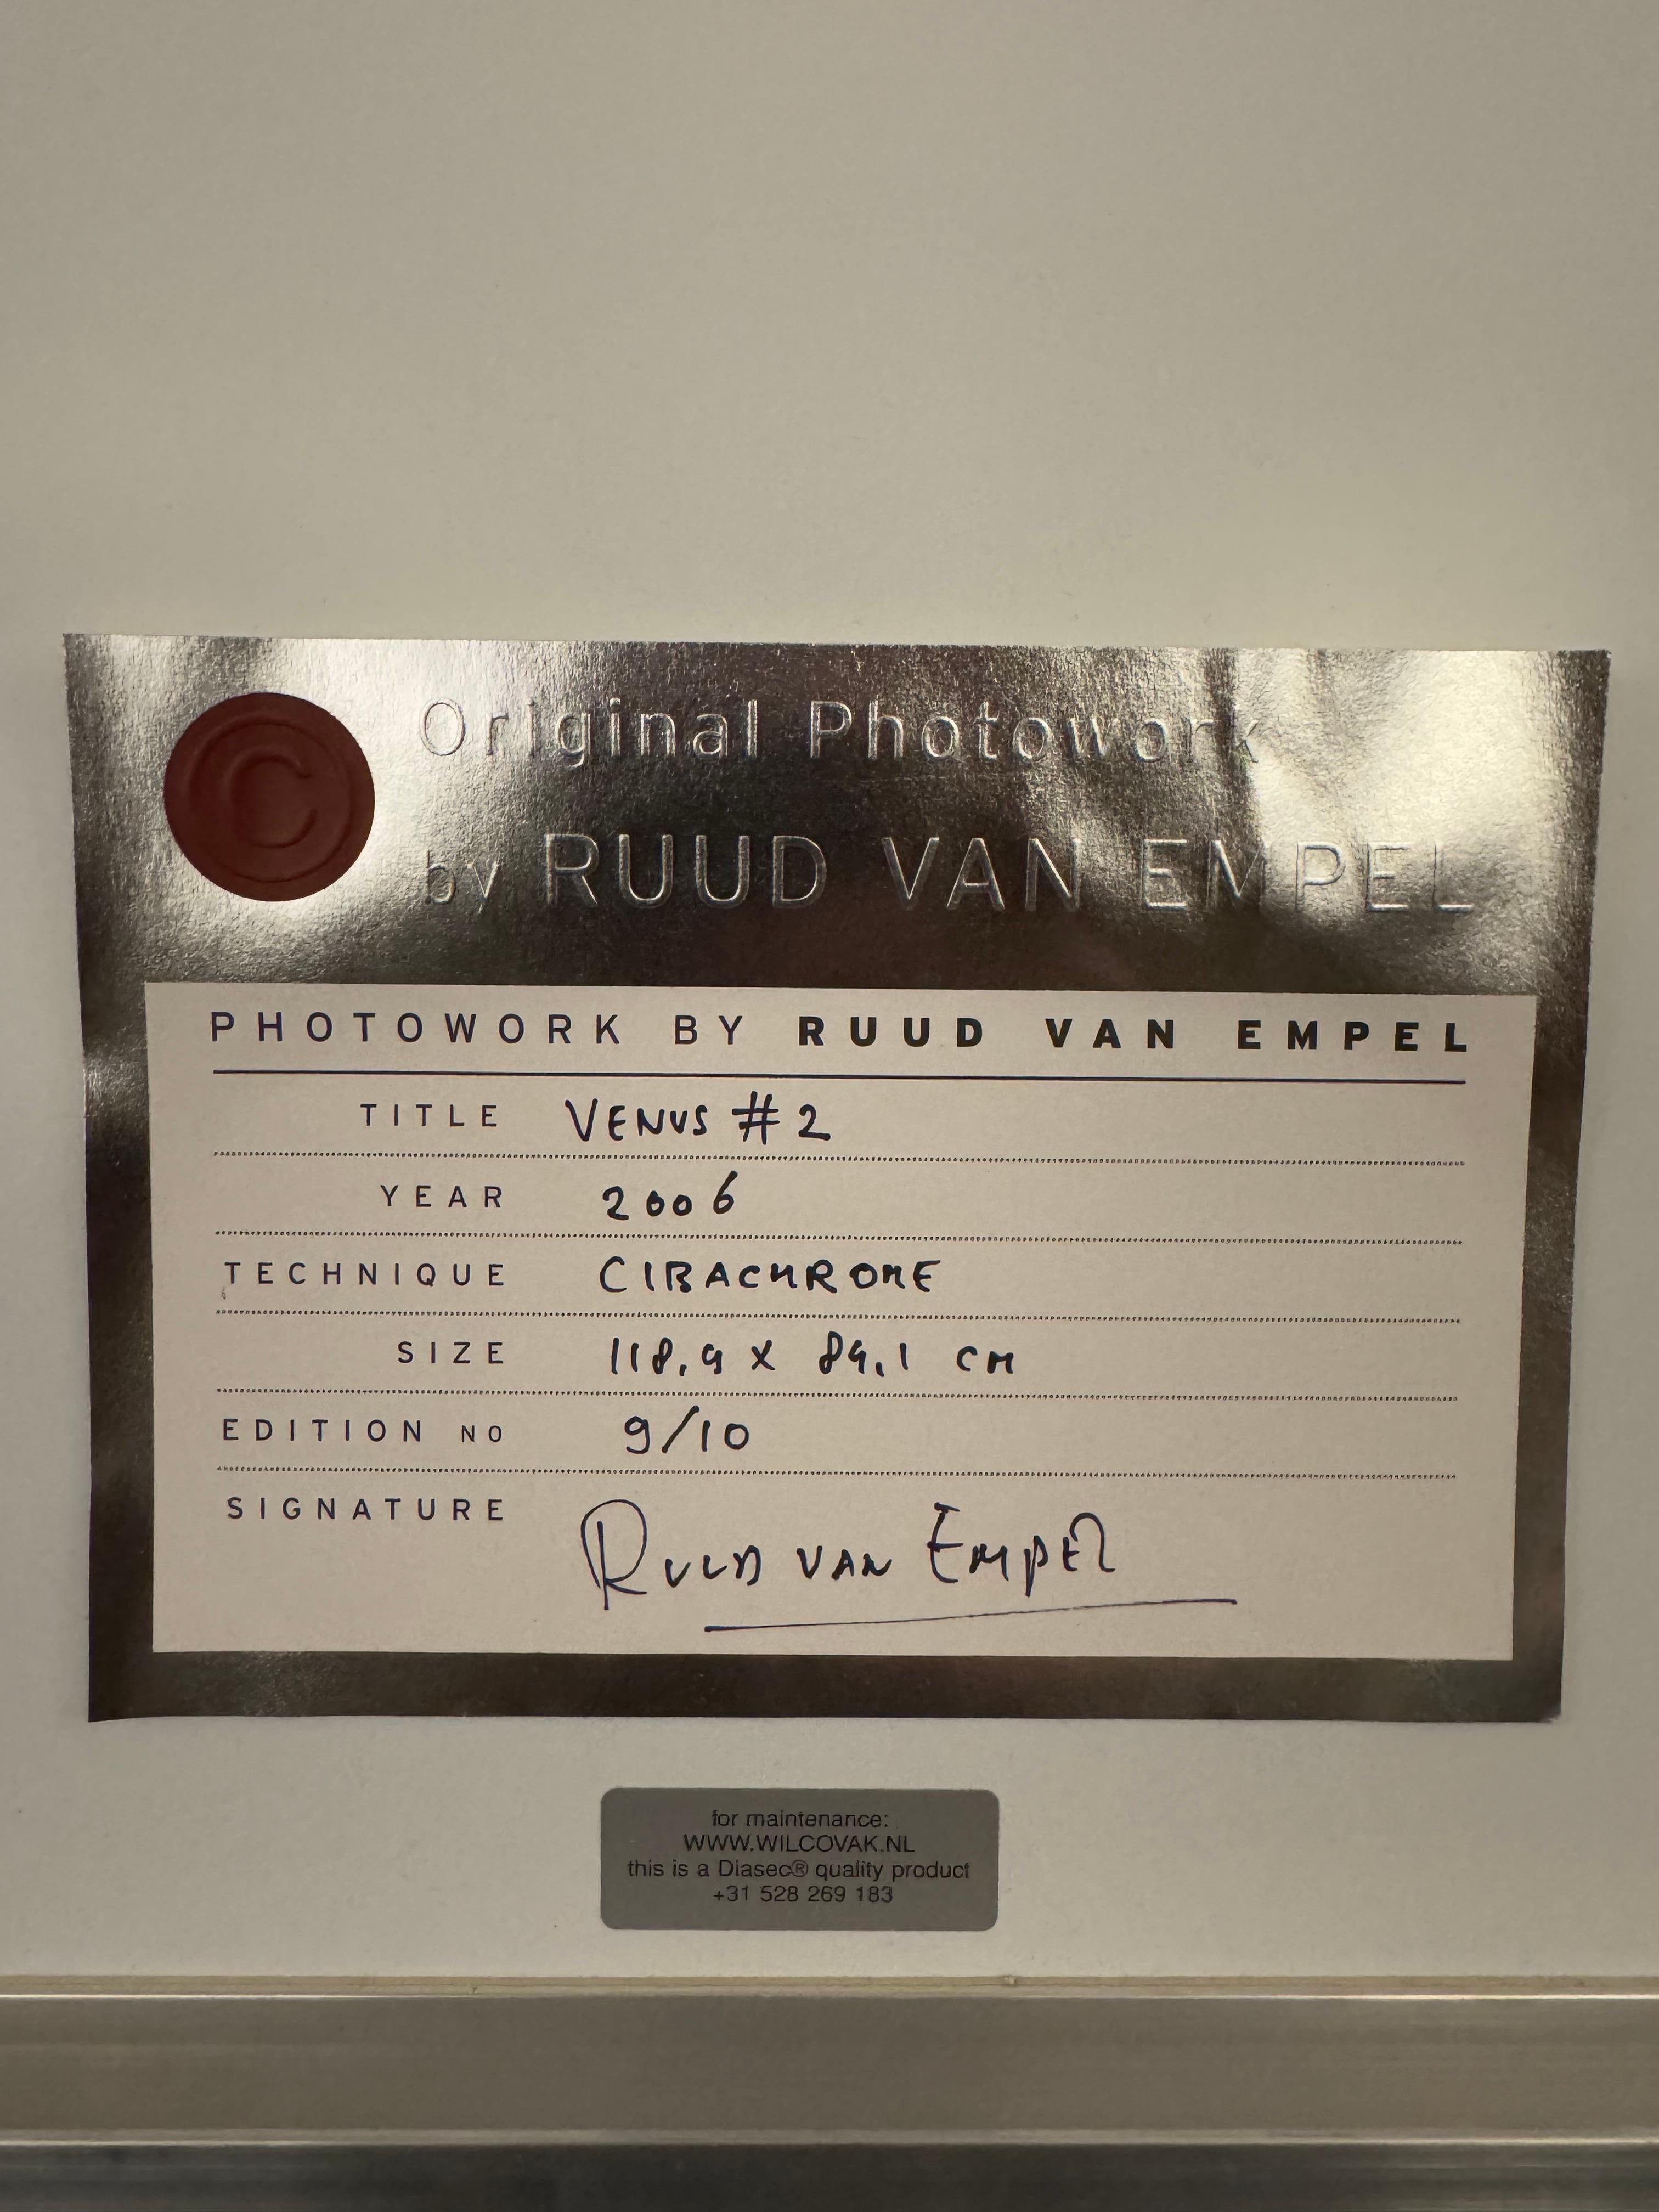 ©
Original Photowork
by RUUD VAN EMPEL
PHOTOWORK BY RUUD VAN EMPEL
TITLE VENUS #2
YEAR 2006
TECHNIQUE CIBACHROME
SIZE 118,9 X 84,1 CM
EDITION NO 9/10
SIGNATURE RUUD VAN EMPEL
for maintenance:
WWW.WILCOVAK.NL
this is a Diasec® quality product
+31 528 269 183